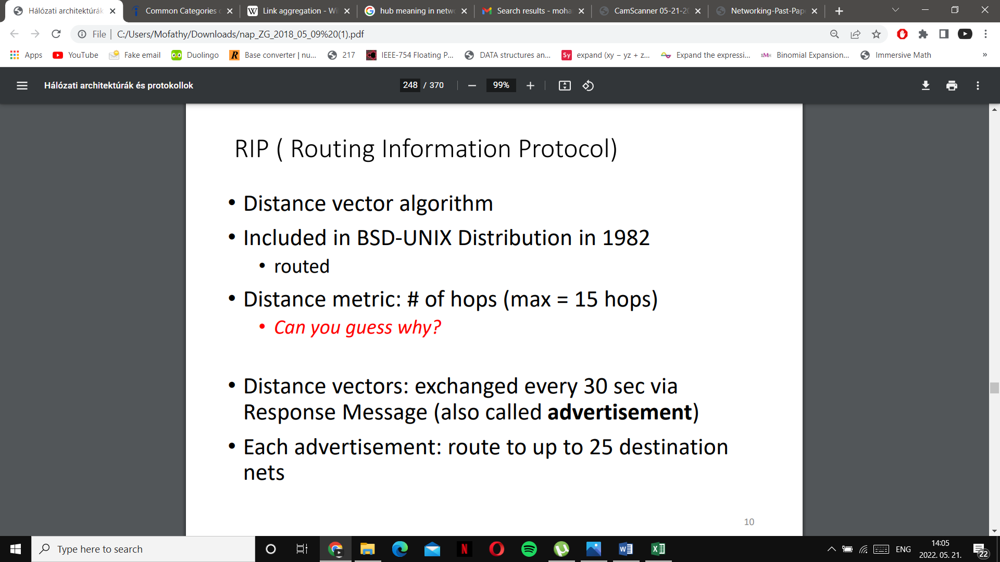 Hálózati architektúrák
Common Categories
Link aggregation - Wi
hub meaning in netw
Search results - moha
CamScanner 05-21-20
Networking-Past-Pap
File | C:/Users/Mofathy/Downloads/nap_ZG_2018_05_09%20(1).pdf
Apps YouTube Fake email Duolingo Base converter | nu... 217 IEEE-754 Floating P... DATA structures an... expand (xy − yz + z... Expand the expressi... Binomial Expansion... Immersive Math »
Hálózati architektúrák és protokollok 248 / 370 99%
RIP ( Routing Information Protocol)
• Distance vector algorithm
• Included in BSD-UNIX Distribution in 1982
• routed
• Distance metric: # of hops (max = 15 hops)
• Can you guess why?
• Distance vectors: exchanged every 30 sec via
Response Message (also called advertisement)
• Each advertisement: route to up to 25 destination
nets
10
Type here to search
ENG
14:05
2022. 05. 21.
22